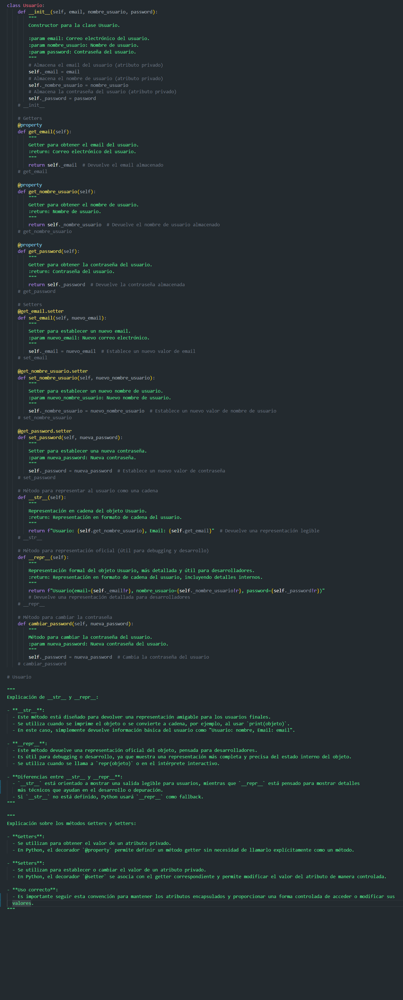 class Usuario:
    def __init__(self, email, nombre_usuario, password):
        """
        Constructor para la clase Usuario.

        :param email: Correo electrónico del usuario.
        :param nombre_usuario: Nombre de usuario.
        :param password: Contraseña del usuario.
        """
        # Almacena el email del usuario (atributo privado)
        self._email = email
        # Almacena el nombre de usuario (atributo privado)
        self._nombre_usuario = nombre_usuario
        # Almacena la contraseña del usuario (atributo privado)
        self._password = password
    # __init__

    # Getters
    @property
    def get_email(self):
        """
        Getter para obtener el email del usuario.
        :return: Correo electrónico del usuario.
        """
        return self._email  # Devuelve el email almacenado
    # get_email

    @property
    def get_nombre_usuario(self):
        """
        Getter para obtener el nombre de usuario.
        :return: Nombre de usuario.
        """
        return self._nombre_usuario  # Devuelve el nombre de usuario almacenado
    # get_nombre_usuario

    @property
    def get_password(self):
        """
        Getter para obtener la contraseña del usuario.
        :return: Contraseña del usuario.
        """
        return self._password  # Devuelve la contraseña almacenada
    # get_password

    # Setters
    @get_email.setter
    def set_email(self, nuevo_email):
        """
        Setter para establecer un nuevo email.
        :param nuevo_email: Nuevo correo electrónico.
        """
        self._email = nuevo_email  # Establece un nuevo valor de email
    # set_email

    @get_nombre_usuario.setter
    def set_nombre_usuario(self, nuevo_nombre_usuario):
        """
        Setter para establecer un nuevo nombre de usuario.
        :param nuevo_nombre_usuario: Nuevo nombre de usuario.
        """
        self._nombre_usuario = nuevo_nombre_usuario  # Establece un nuevo valor de nombre de usuario
    # set_nombre_usuario

    @get_password.setter
    def set_password(self, nueva_password):
        """
        Setter para establecer una nueva contraseña.
        :param nueva_password: Nueva contraseña.
        """
        self._password = nueva_password  # Establece un nuevo valor de contraseña
    # set_password

    # Método para representar al usuario como una cadena
    def __str__(self):
        """
        Representación en cadena del objeto Usuario.
        :return: Representación en formato de cadena del usuario.
        """
        return f"Usuario: {self.get_nombre_usuario}, Email: {self.get_email}"  # Devuelve una representación legible
    # __str__

    # Método para representación oficial (útil para debugging y desarrollo)
    def __repr__(self):
        """
        Representación formal del objeto Usuario, más detallada y útil para desarrolladores.
        :return: Representación en formato de cadena del usuario, incluyendo detalles internos.
        """
        return f"Usuario(email={self._email!r}, nombre_usuario={self._nombre_usuario!r}, password={self._password!r})"
        # Devuelve una representación detallada para desarrolladores
    # __repr__

    # Método para cambiar la contraseña
    def cambiar_password(self, nueva_password):
        """
        Método para cambiar la contraseña del usuario.
        :param nueva_password: Nueva contraseña del usuario.
        """
        self._password = nueva_password  # Cambia la contraseña del usuario
    # cambiar_password

# Usuario

"""
Explicación de __str__ y __repr__:

- **__str__**:
  - Este método está diseñado para devolver una representación amigable para los usuarios finales.
  - Se utiliza cuando se imprime el objeto o se convierte a cadena, por ejemplo, al usar `print(objeto)`.
  - En este caso, simplemente devuelve información básica del usuario como "Usuario: nombre, Email: email".

- **__repr__**:
  - Este método devuelve una representación oficial del objeto, pensada para desarrolladores.
  - Es útil para debugging o desarrollo, ya que muestra una representación más completa y precisa del estado interno del objeto.
  - Se utiliza cuando se llama a `repr(objeto)` o en el intérprete interactivo.

- **Diferencias entre __str__ y __repr__**:
  - `__str__` está orientado a mostrar una salida legible para usuarios, mientras que `__repr__` está pensado para mostrar detalles
    más técnicos que ayudan en el desarrollo o depuración.
  - Si `__str__` no está definido, Python usará `__repr__` como fallback.
"""

"""
Explicación sobre los métodos Getters y Setters:

- **Getters**:
  - Se utilizan para obtener el valor de un atributo privado.
  - En Python, el decorador `@property` permite definir un método getter sin necesidad de llamarlo explícitamente como un método.

- **Setters**:
  - Se utilizan para establecer o cambiar el valor de un atributo privado.
  - En Python, el decorador `@setter` se asocia con el getter correspondiente y permite modificar el valor del atributo de manera controlada.

- **Uso correcto**:
  - Es importante seguir esta convención para mantener los atributos encapsulados y proporcionar una forma controlada de acceder o modificar sus
  valores.
"""